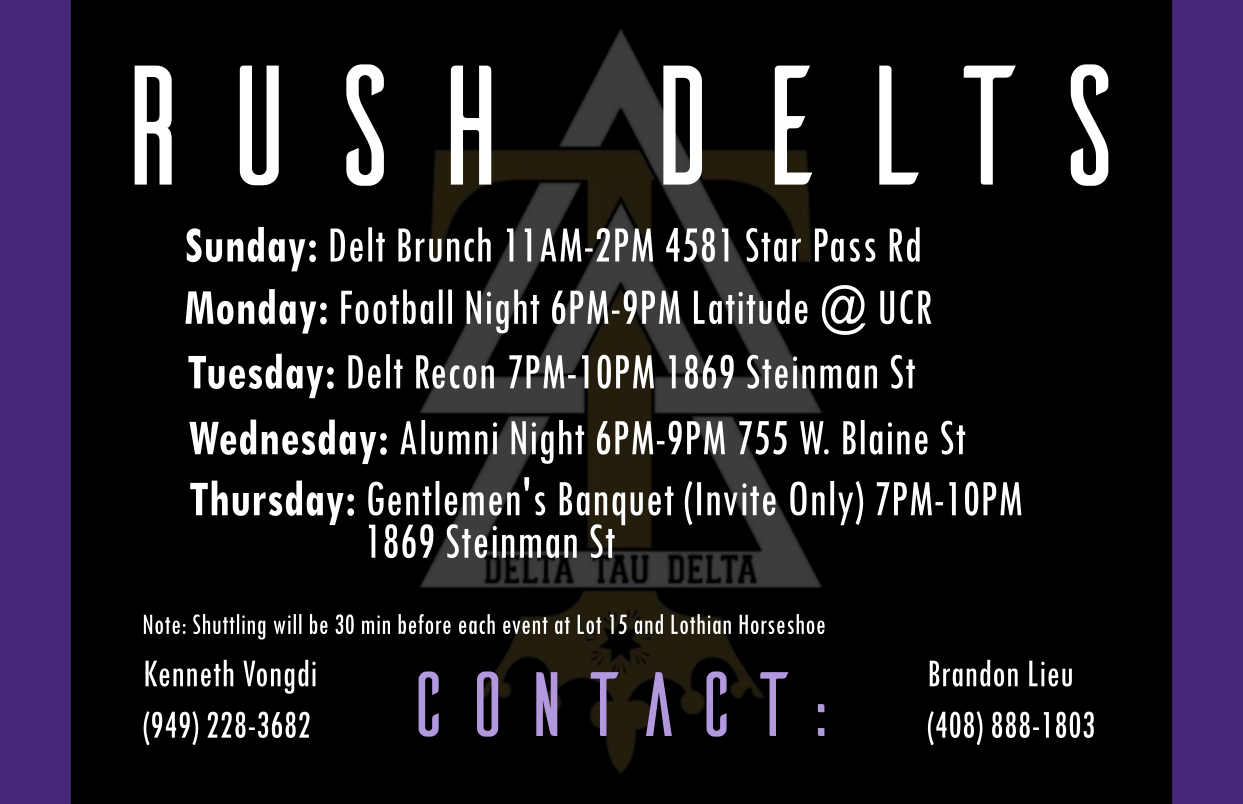 RUSH DELTS
Sunday: Delt Brunch 11AM-2PM 4581 Star Pass Rd
Monday: Football Night 6PM-9PM Latitude @ UCR
Tuesday: Delt Recon 7PM-10PM 1869 Steinman St
Wednesday: Alumni Night 6PM-9PM 755 W. Blaine St
Thursday: Gentlemen's Banquet (Invite Only) 7PM-10PM
1869 Steinman St
DELTA TAU DELTA
Note: Shuttling will be 30 min before each event at Lot 15 and Lothian Horseshoe
Kenneth Vongdi
(949) 228-3682
CONTACT:
Brandon Lieu
(408) 888-1803